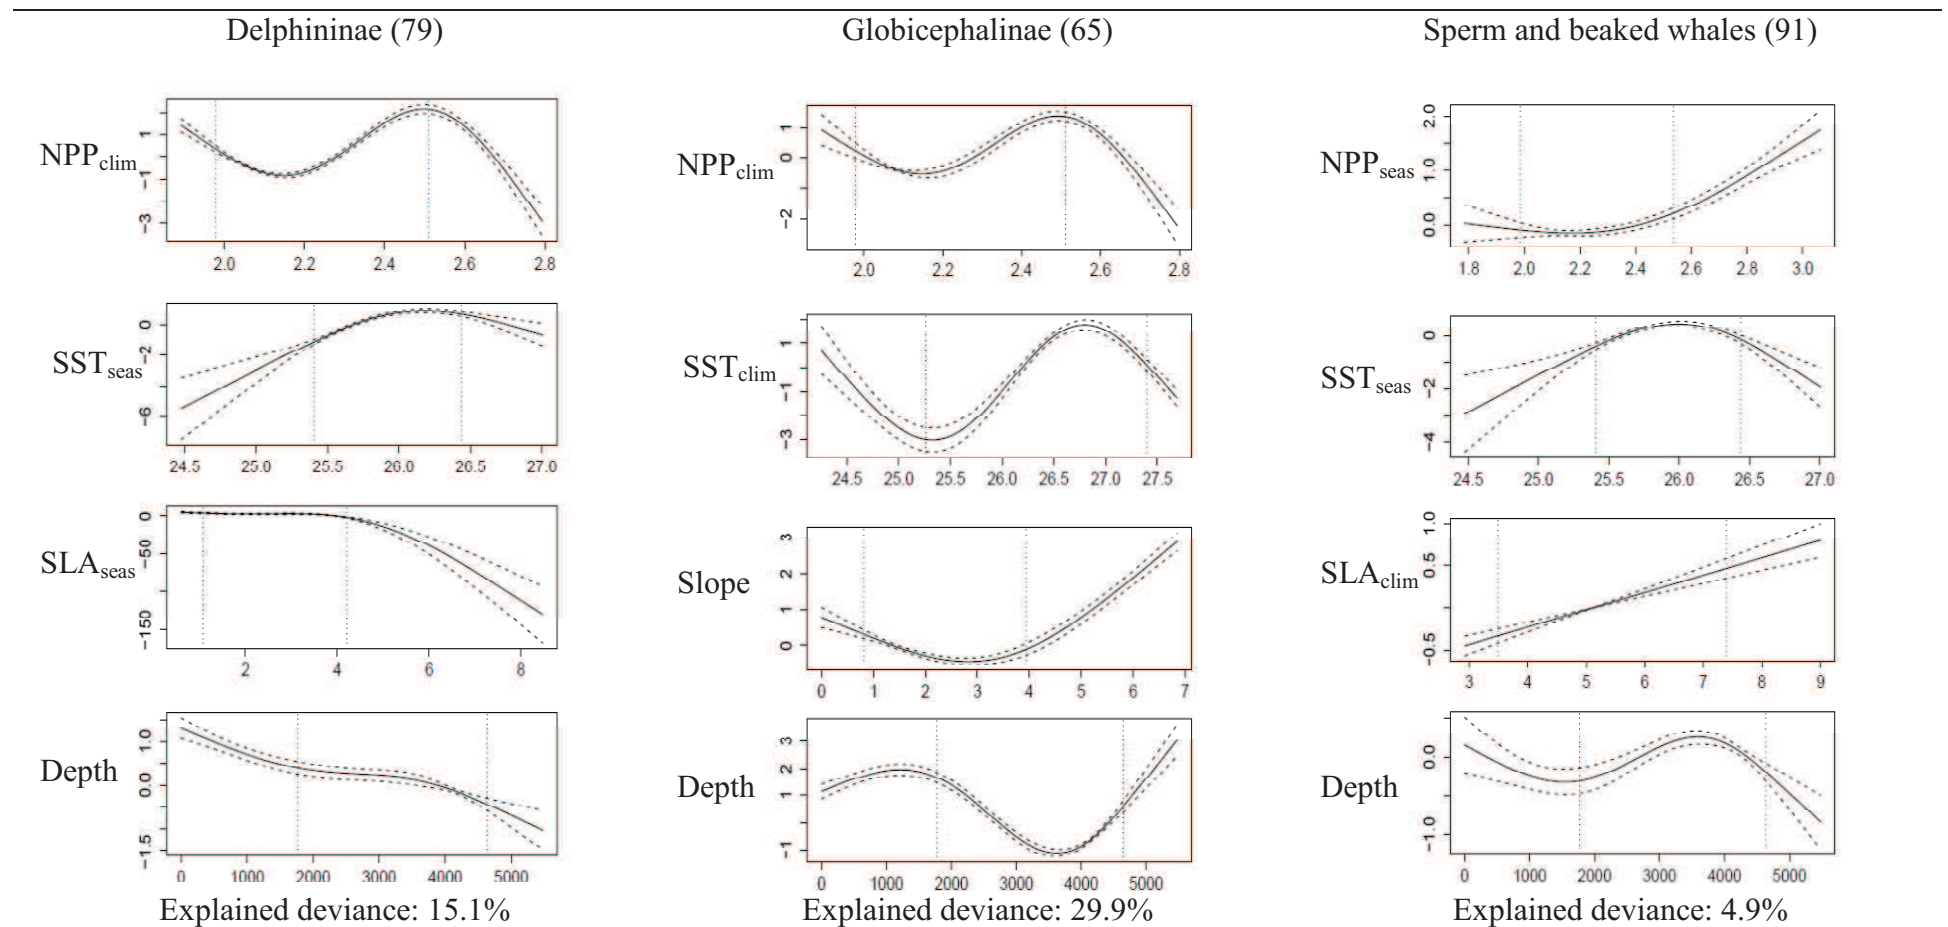 Delphininae (79) Globicephalinae (65) Sperm and beaked whales (91)
NPPclim
1
−1
−3
2.0 2.2 2.4 2.6 2.8
NPPclim
1
0
−2
2.0 2.2 2.4 2.6 2.8
NPPseas
2.0
1.0
0.0
1.8 2.0 2.2 2.4 2.6 2.8 3.0
SSTseas
0
−2
−6
24.5 25.0 25.5 26.0 26.5 27.0
SSTclim
1
−1
−3
24.5 25.0 25.5 26.0 26.5 27.0 27.5
SSTseas
0
−2
−4
24.5 25.0 25.5 26.0 26.5 27.0
SLAseas
0
−50
−150
2 4 6 8
Slope
3
2
1
0
0 1 2 3 4 5 6 7
SLAclim
1.0
0.5
−0.5
3 4 5 6 7 8 9
Depth
1.0
0.0
−1.5
0 1000 2000 3000 4000 5000
Depth
3
2
1
−1
0 1000 2000 3000 4000 5000
Depth
0.0
−1.0
0 1000 2000 3000 4000 5000
Explained deviance: 15.1% Explained deviance: 29.9% Explained deviance: 4.9%